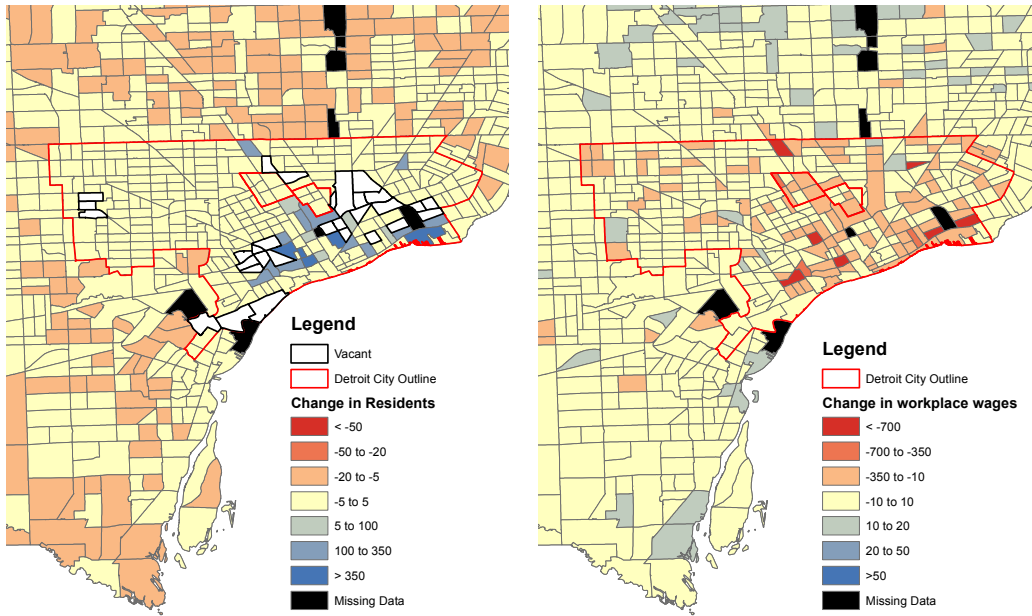 Legend
Vacant
Detroit City Outline
Change in Residents
< -50
-50 to -20
-20 to -5
-5 to 5
5 to 100
100 to 350
> 350
Missing Data
Legend
Detroit City Outline
Change in workplace wages
< -700
-700 to -350
-350 to -10
-10 to 10
10 to 20
20 to 50
>50
Missing Data